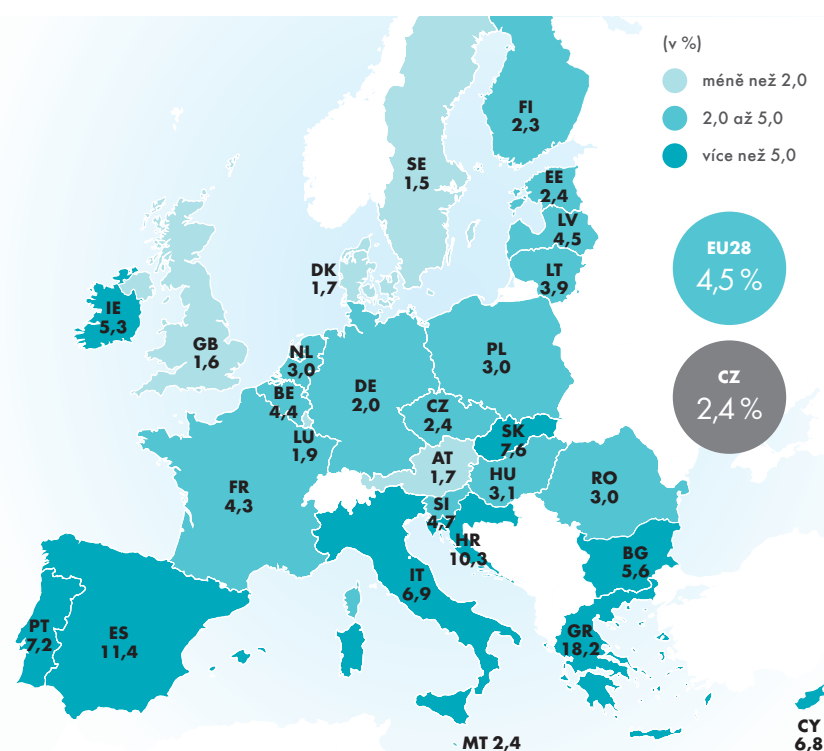 (v %)
méně než 2,0
2,0 až 5,0
více než 5,0
EU28
4,5 %
CZ
2,4 %
FI
2,3
SE
1,5
EE
2,4
LV
4,5
LT
3,9
DK
1,7
IE
5,3
GB
1,6
NL
3,0
BE
4,4
LU
1,9
DE
2,0
PL
3,0
CZ
2,4
SK
7,6
AT
1,7
HU
3,1
RO
3,0
FR
4,3
SI
4,7
HR
10,3
IT
6,9
BG
5,6
PT
7,2
ES
11,4
GR
18,2
MT 2,4
CY
6,8